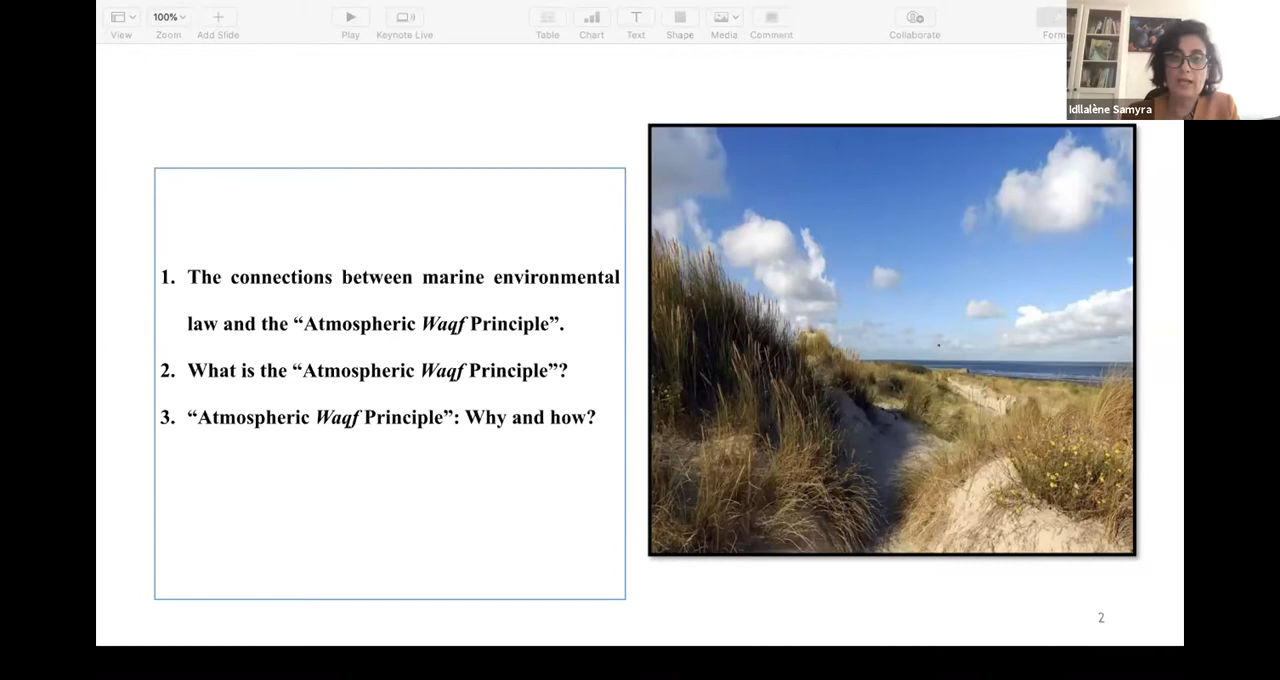 100%
View
Zoom
Add Slide
Play
Keynote Live
Table
Chart
Text
Shape
Media
Comment
Collaborate
Form
Idllalène Samyra
1. The connections between marine environmental
law and the “Atmospheric Waqf Principle”.
2. What is the “Atmospheric Waqf Principle”?
3. “Atmospheric Waqf Principle”: Why and how?
2